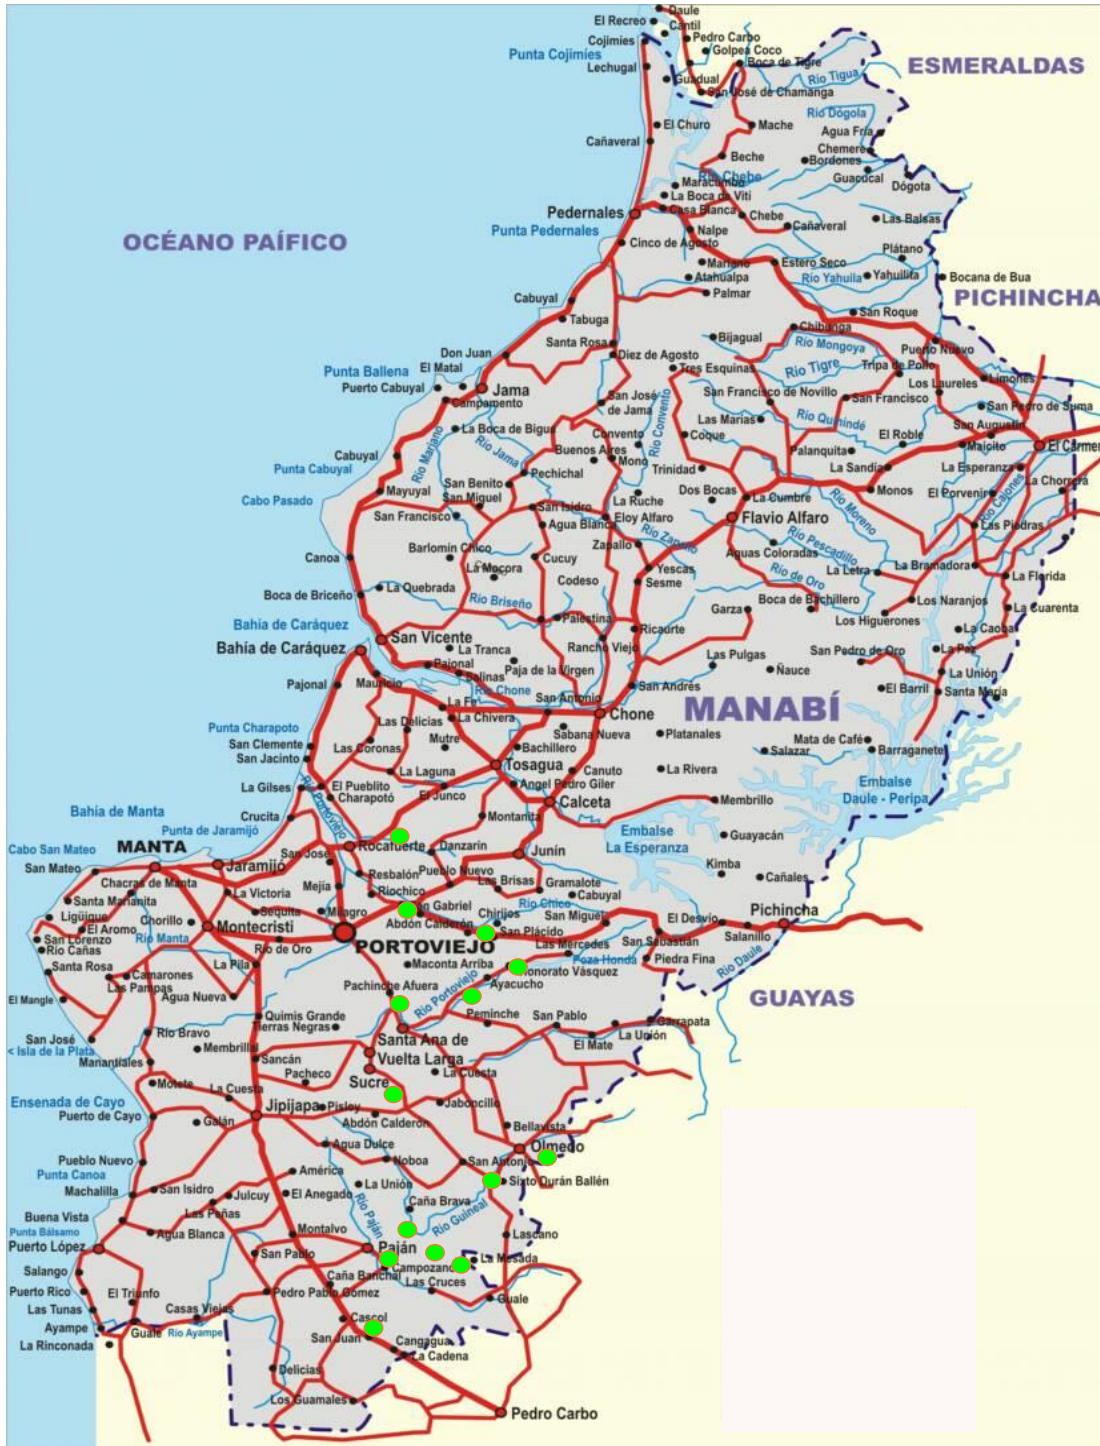 Daule
El Recreo
Cantil
Cojimíes
Pedro Carbo
Punta Cojimíes
Golpea Coco
Boca de Tigre
ESMERALDAS
Lechugal
Guadual
Río Tigua
San José de Chamanga
Río Dógola
El Churo
Mache
Agua Fría
Cañaveral
Chemere
Beche
Bordones
Río Chebe
Guacucal
Dógota
Maracumbo
La Boca de Viti
Pedernales
Casa Blanca
Chebe
Las Balsas
OCÉANO PAÍFICO
Punta Pedernales
Nalpe
Cañaveral
Cinco de Agosto
Plátano
Mariano
Estero Seco
Atahualpa
Río Yahuila
Yahuilita
Bocana de Bua
Cabuyal
Palmar
PICHINCHA
Tabuga
San Roque
Chibunga
Santa Rosa
Bijagual
Río Mongoya
Puerto Nuevo
Don Juan
Diez de Agosto
Punta Ballena
El Matal
Tres Esquinas
Río Tigre
Tripa de Pollo
Puerto Cabuyal
Jama
Los Laureles
Limones
San José
de Jama
San Francisco de Novillo
San Francisco
Campamento
San Pedro de Suma
La Boca de Bigua
Las Marías
Río Quinindé
San Augustín
Río Mariano
Río Jama
Convento
Río Convento
Coque
El Roble
Maicito
El Carmen
Cabuyal
Buenos Aires
Mono
Palanquita
Punta Cabuyal
Pechichal
Trinidad
La Sandía
La Esperanza
San Benito
La Chorrera
Cabo Pasado
Mayuyal
San Miguel
La Ruche
Dos Bocas
La Cumbre
Monos
El Porvenir
Río Cajones
San Francisco
San Isidro
Eloy Alfaro
Flavio Alfaro
Río Moreno
Agua Blanca
Río Zapallo
Las Piedras
Zapallo
Río Pescadillo
Canoa
Barlomín Chico
Cucuy
Aguas Coloradas
La Mocora
Yescas
Río de Oro
La Letra
La Bramadora
La Florida
Codeso
Sesme
La Quebrada
Boca de Briceño
Río Briseño
Garza
Boca de Bachillero
Los Naranjos
La Cuarenta
Los Higuerones
Bahía de Caráquez
Palestina
Ricaurte
La Caoba
San Vicente
Bahía de Caráquez
La Tranca
Rancho Viejo
San Pedro de Oro
La Paz
Pajonal
Paja de la Virgen
Las Pulgas
Ñauce
La Unión
Salinas
Mauricio
Pajonal
Río Chone
San Andrés
El Barril
Santa María
San Antonio
La Fe
Chone
MANABÍ
Punta Charapoto
Las Delicias
La Chivera
Sabana Nueva
Platanales
Mata de Café
San Clemente
Las Coronas
Mutre
Bachillero
Salazar
Barraganete
San Jacinto
Tosagua
Canuto
La Rivera
La Laguna
La Gilses
El Pueblito
Angel Pedro Giler
Embalse
Daule - Peripa
Charapotó
El Junco
Río Portoviejo
Calceta
Membrillo
Bahía de Manta
Crucita
Montanita
Punta de Jaramijó
Embalse
La Esperanza
Guayacán
Cabo San Mateo
MANTA
Rocafuerte
Danzarín
Junín
San José
Kimba
San Mateo
Jaramijó
Resbalón
Chacras de Manta
Pueblo Nuevo
Gramalote
Cañales
Mejía
La Victoria
Riochico
Las Brisas
Cabuyal
Santa Marianita
Río Chico
Sequita
Milagro
Gabriel
Chirijos
San Miguel
Pichincha
Ligüique
Chorillo
Montecristi
Abdón Calderón
El Desvio
El Aromo
San Plácido
Salanillo
San Lorenzo
Río Manta
PORTOVIEJO
Las Mercedes
San Sebastián
Río Cañas
Río de Oro
Poza Honda
Piedra Fina
Río Daule
Santa Rosa
La Pila
Maconta Arriba
Honorato Vásquez
Camarones
Ayacucho
Las Pampas
Pachinche Afuera
Río Portoviejo
GUAYAS
El Mangle
Agua Nueva
Quimis Grande
Peminche
San Pablo
Garrapata
Tierras Negras
La Unión
San José
Río Bravo
Santa Ana de
Vuelta Larga
El Mate
< Isla de la Plata
Membrillal
Manantiales
Sancán
La Cuesta
Pacheco
Sucre
Motete
La Cuesta
Ensenada de Cayo
Jipijapa
Pisloy
Jaboncillo
Puerto de Cayo
Galán
Abdón Calderon
Bellavista
Agua Dulce
Olmedo
Pueblo Nuevo
Noboa
San Antonio
Punta Canoa
América
Sixto Durán Ballén
Machalilla
San Isidro
Julcuy
El Anegado
La Unión
Caña Brava
Las Peñas
Río Paján
Río Guineal
Buena Vista
Lascano
Punta Bálsamo
Agua Blanca
Montalvo
Puerto López
San Pablo
Paján
La Mesada
Salango
Campozano
Caña Banchal
Las Cruces
Puerto Rico
El Triunfo
Pedro Pablo Gómez
Guale
Las Tunas
Casas Viejas
Cascol
Ayampe
Guale
Río Ayampe
San Juan
Cangagua
La Rinconada
La Cadena
Delicias
Los Guamales
Pedro Carbo